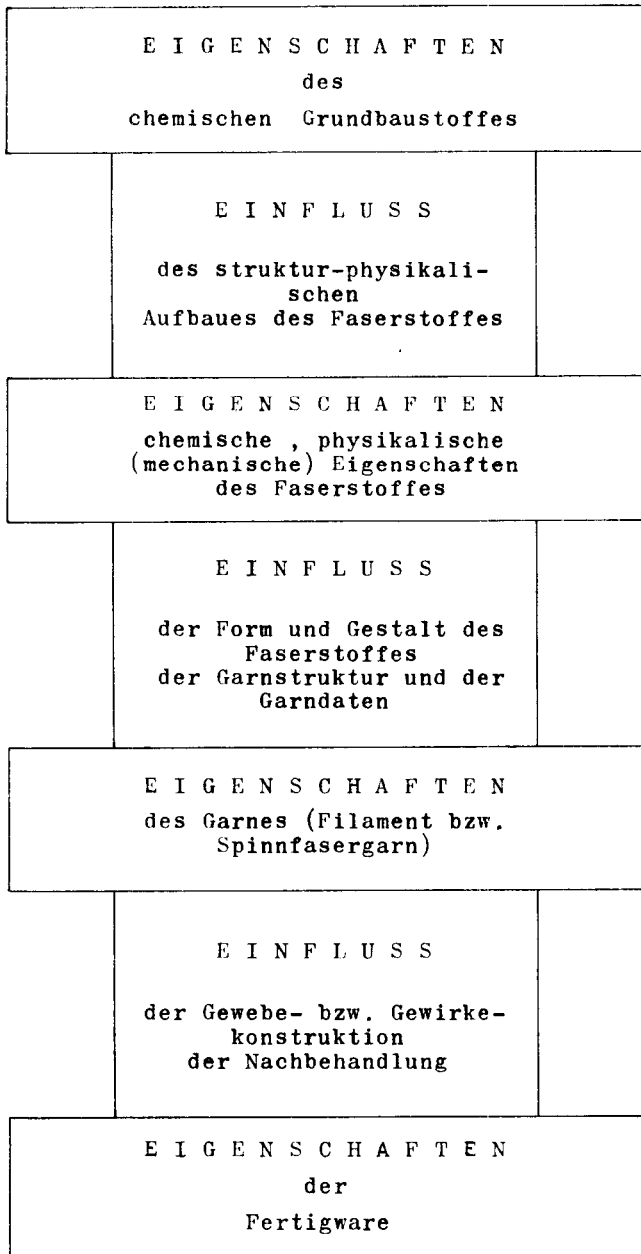 E I G E N S C H A F T E N
des
chemischen Grundbaustoffes
E I N F L U S S
des struktur-physikali-
schen
Aufbaues des Faserstoffes
E I G E N S C H A F T E N
chemische , physikalische
(mechanische) Eigenschaften
des Faserstoffes
E I N F L U S S
der Form und Gestalt des
Faserstoffes
der Garnstruktur und der
Garndaten
E I G E N S C H A F T E N
des Garnes (Filament bzw.
Spinnfasergarn)
E I N F L U S S
der Gewebe- bzw. Gewirke-
konstruktion
der Nachbehandlung
E I G E N S C H A F T E N
der
Fertigware